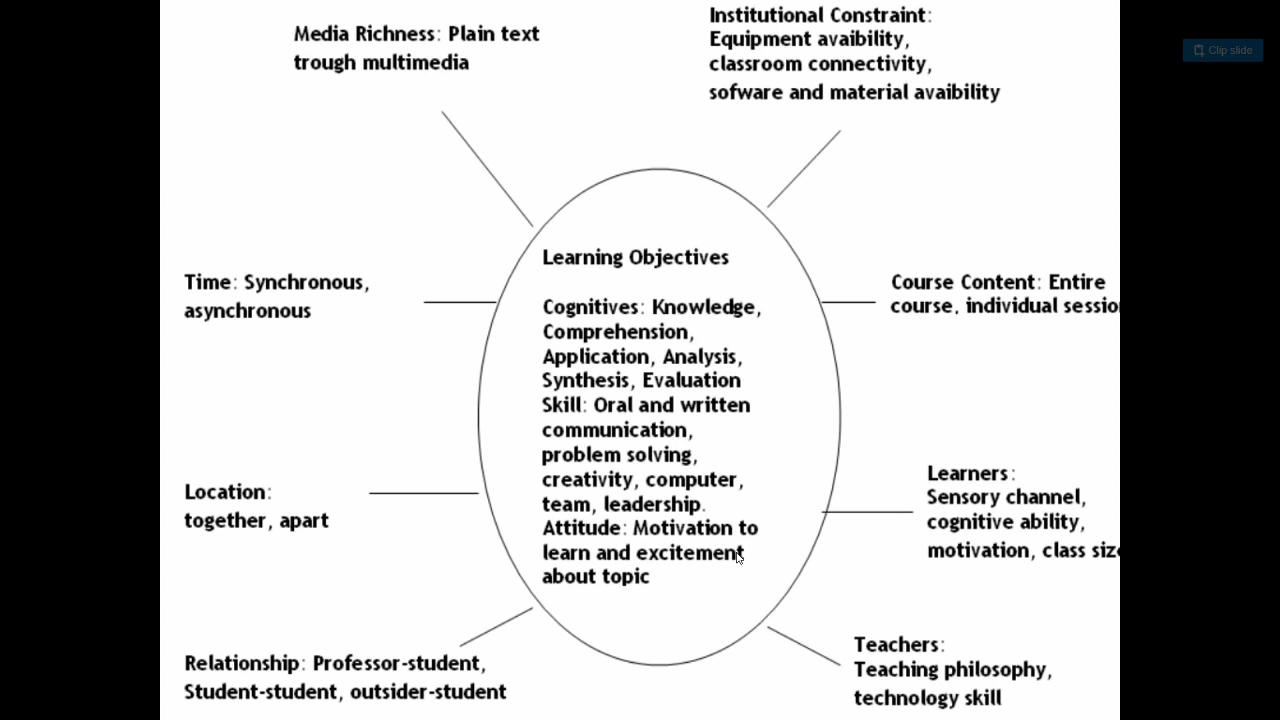 Media Richness: Plain text
trough multimedia
Institutional Constraint:
Equipment avaibility,
classroom connectivity,
sofware and material avaibility
Clip slide
Learning Objectives
Cognitives: Knowledge,
Comprehension,
Application, Analysis,
Synthesis, Evaluation
Skill: Oral and written
communication,
problem solving,
creativity, computer,
team, leadership.
Attitude: Motivation to
learn and excitement
about topic
Time: Synchronous,
asynchronous
Course Content: Entire
course, individual sessio
Location:
together, apart
Learners:
Sensory channel,
cognitive ability,
motivation, class size
Relationship: Professor-student,
Student-student, outsider-student
Teachers:
Teaching philosophy,
technology skill